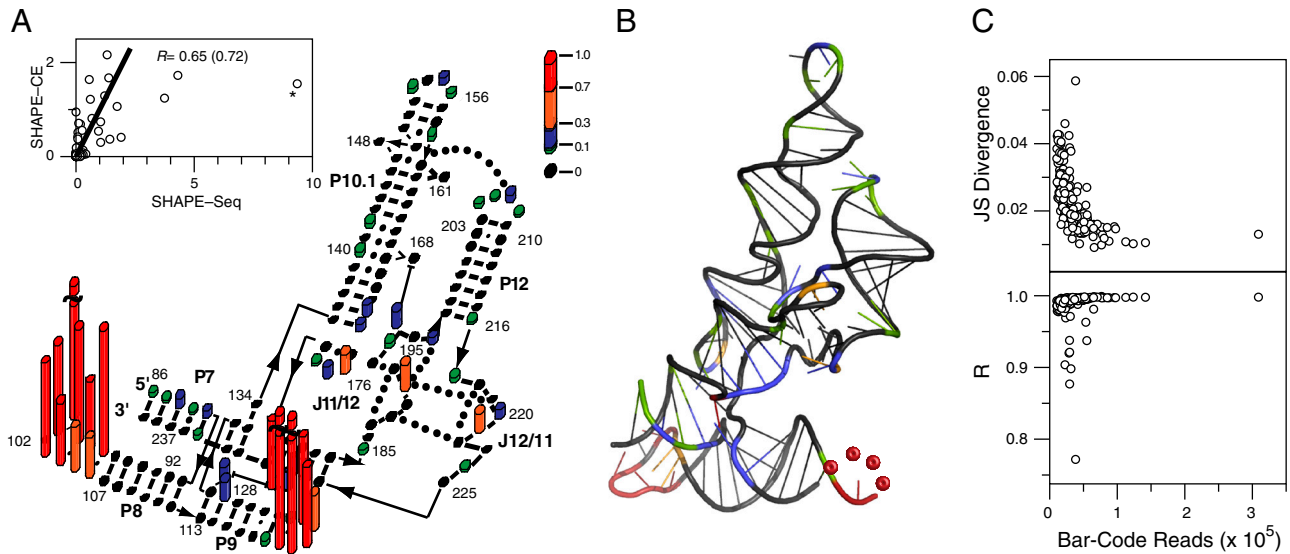 A
B
C
R= 0.65 (0.72)
SHAPE–CE
2
0
*
0
5
10
SHAPE–Seq
1.0
0.7
0.3
0.1
0
156
148
P10.1
161
203
210
140
168
P12
216
195
176
J11/12
5'
86
P7
134
3'
102
237
92
107
P8
128
113
P9
185
220
J12/11
225
JS Divergence
0.06
0.04
0.02
R
1.0
0.9
0.8
0
1
2
3
Bar-Code Reads (x 10⁵)